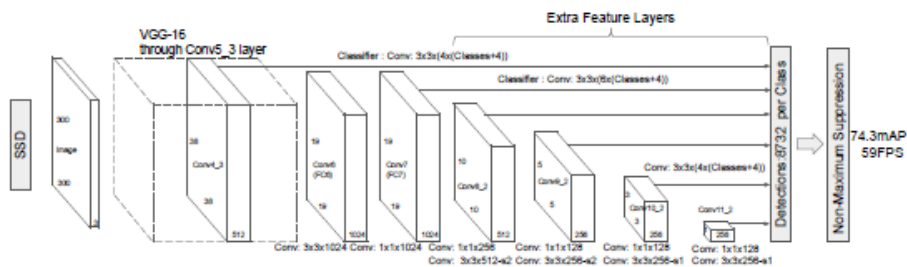 Extra Feature Layers
VGG-16
through Conv5_3 layer
Classifier : Conv: 3x3x(4x(Classes+4))
Classifier : Conv: 3x3x(6x(Classes+4))
SSD
300
Image
300
3
38
Conv4_2
38
512
19
Conv6
(FC6)
19
1024
19
Conv7
(FC7)
19
1024
10
Conv8_2
10
512
5
Conv9_2
5
256
Conv: 3x3x(4x(Classes+4))
3
Conv10_2
3
256
Conv11_2
256
Detections:8732 per Class
Non-Maximum Suppression
74.3mAP
59FPS
Conv: 3x3x1024
Conv: 1x1x1024
Conv: 1x1x256
Conv: 3x3x512-s2
Conv: 1x1x128
Conv: 3x3x256-s2
Conv: 1x1x128
Conv: 3x3x256-s1
Conv: 1x1x128
Conv: 3x3x256-s1